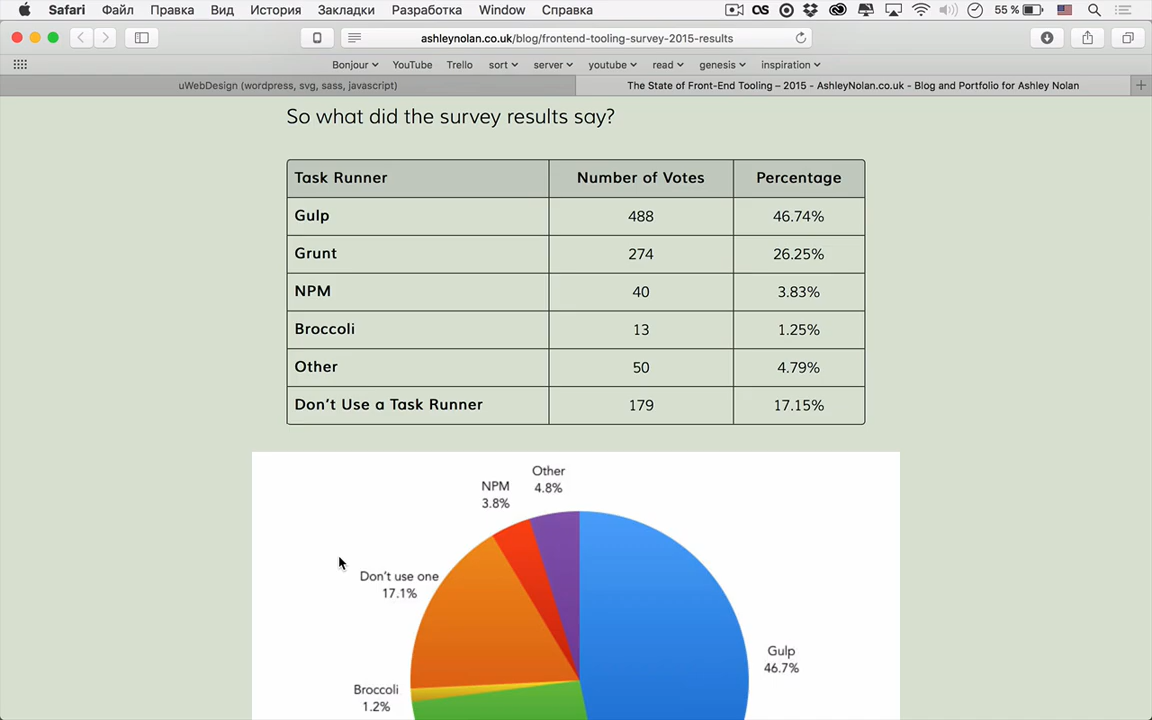 Safari Файл Правка Вид История Закладки Разработка Window Справка 55 %
ashleynolan.co.uk/blog/frontend-tooling-survey-2015-results
Bonjour YouTube Trello sort server youtube read genesis inspiration
uWebDesign (wordpress, svg, sass, javascript) The State of Front-End Tooling – 2015 - AshleyNolan.co.uk - Blog and Portfolio for Ashley Nolan
So what did the survey results say?
Task Runner Number of Votes Percentage
Gulp 488 46.74%
Grunt 274 26.25%
NPM 40 3.83%
Broccoli 13 1.25%
Other 50 4.79%
Don’t Use a Task Runner 179 17.15%
Other
4.8%
NPM
3.8%
Don’t use one
17.1%
Gulp
46.7%
Broccoli
1.2%